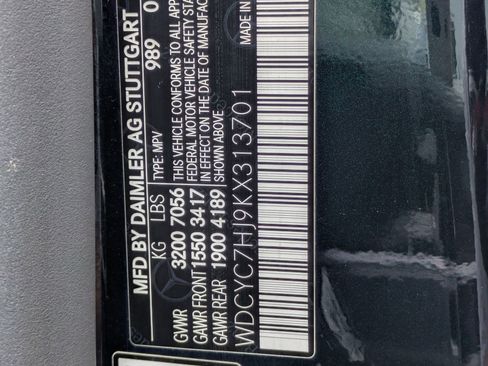 MFD BY DAIMLER AG STUTTGART
989 0
KG LBS TYPE: MPV
GVWR 3200 7056 THIS VEHICLE CONFORMS TO ALL APP
GAWR FRONT 1550 3417 FEDERAL MOTOR VEHICLE SAFETY STA
GAWR REAR 1900 4189 IN EFFECT ON THE DATE OF MANUFAC
SHOWN ABOVE
WDCYC7HJ9KX313701
MADE IN